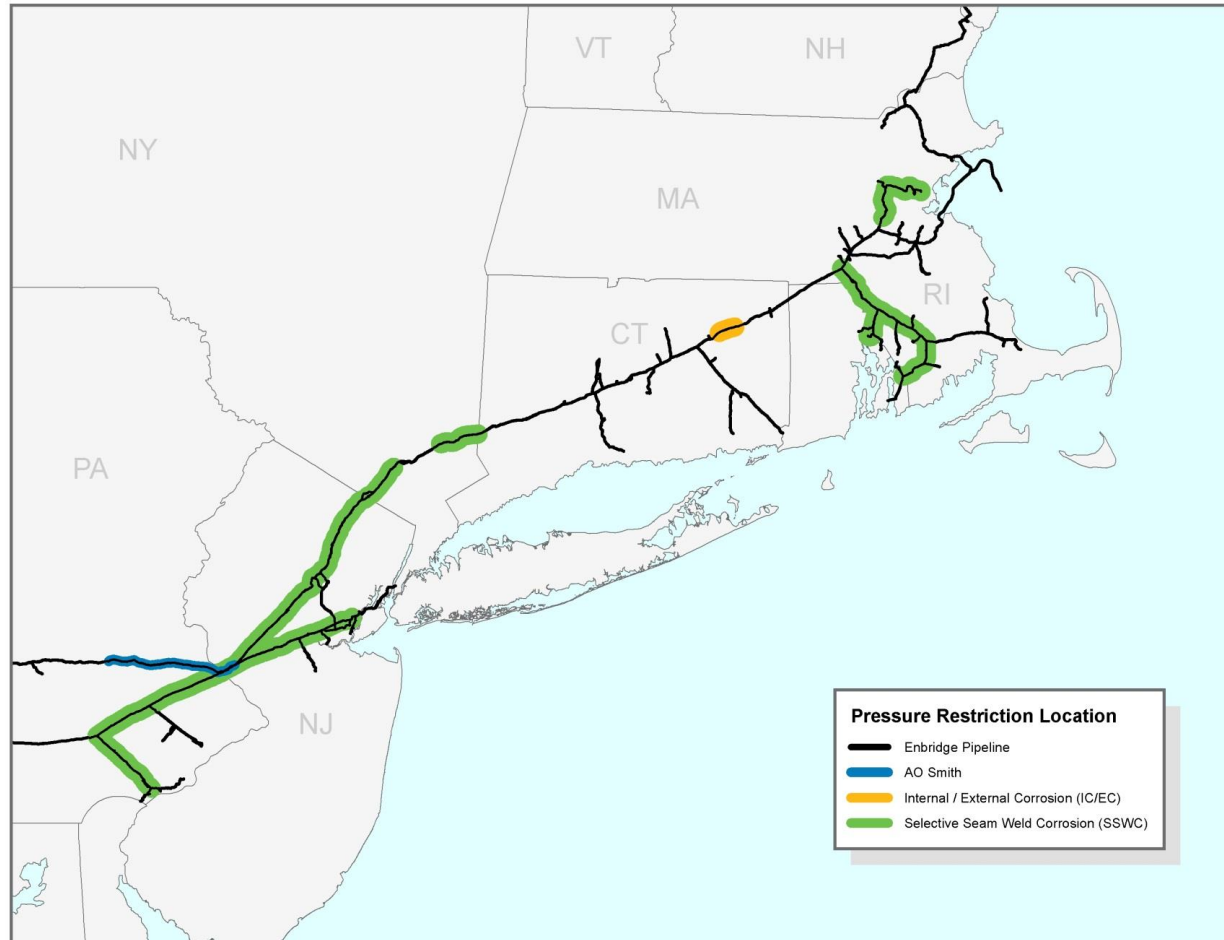 VT
NH
NY
MA
RI
CT
PA
NJ
Pressure Restriction Location
Enbridge Pipeline
AO Smith
Internal / External Corrosion (IC/EC)
Selective Seam Weld Corrosion (SSWC)